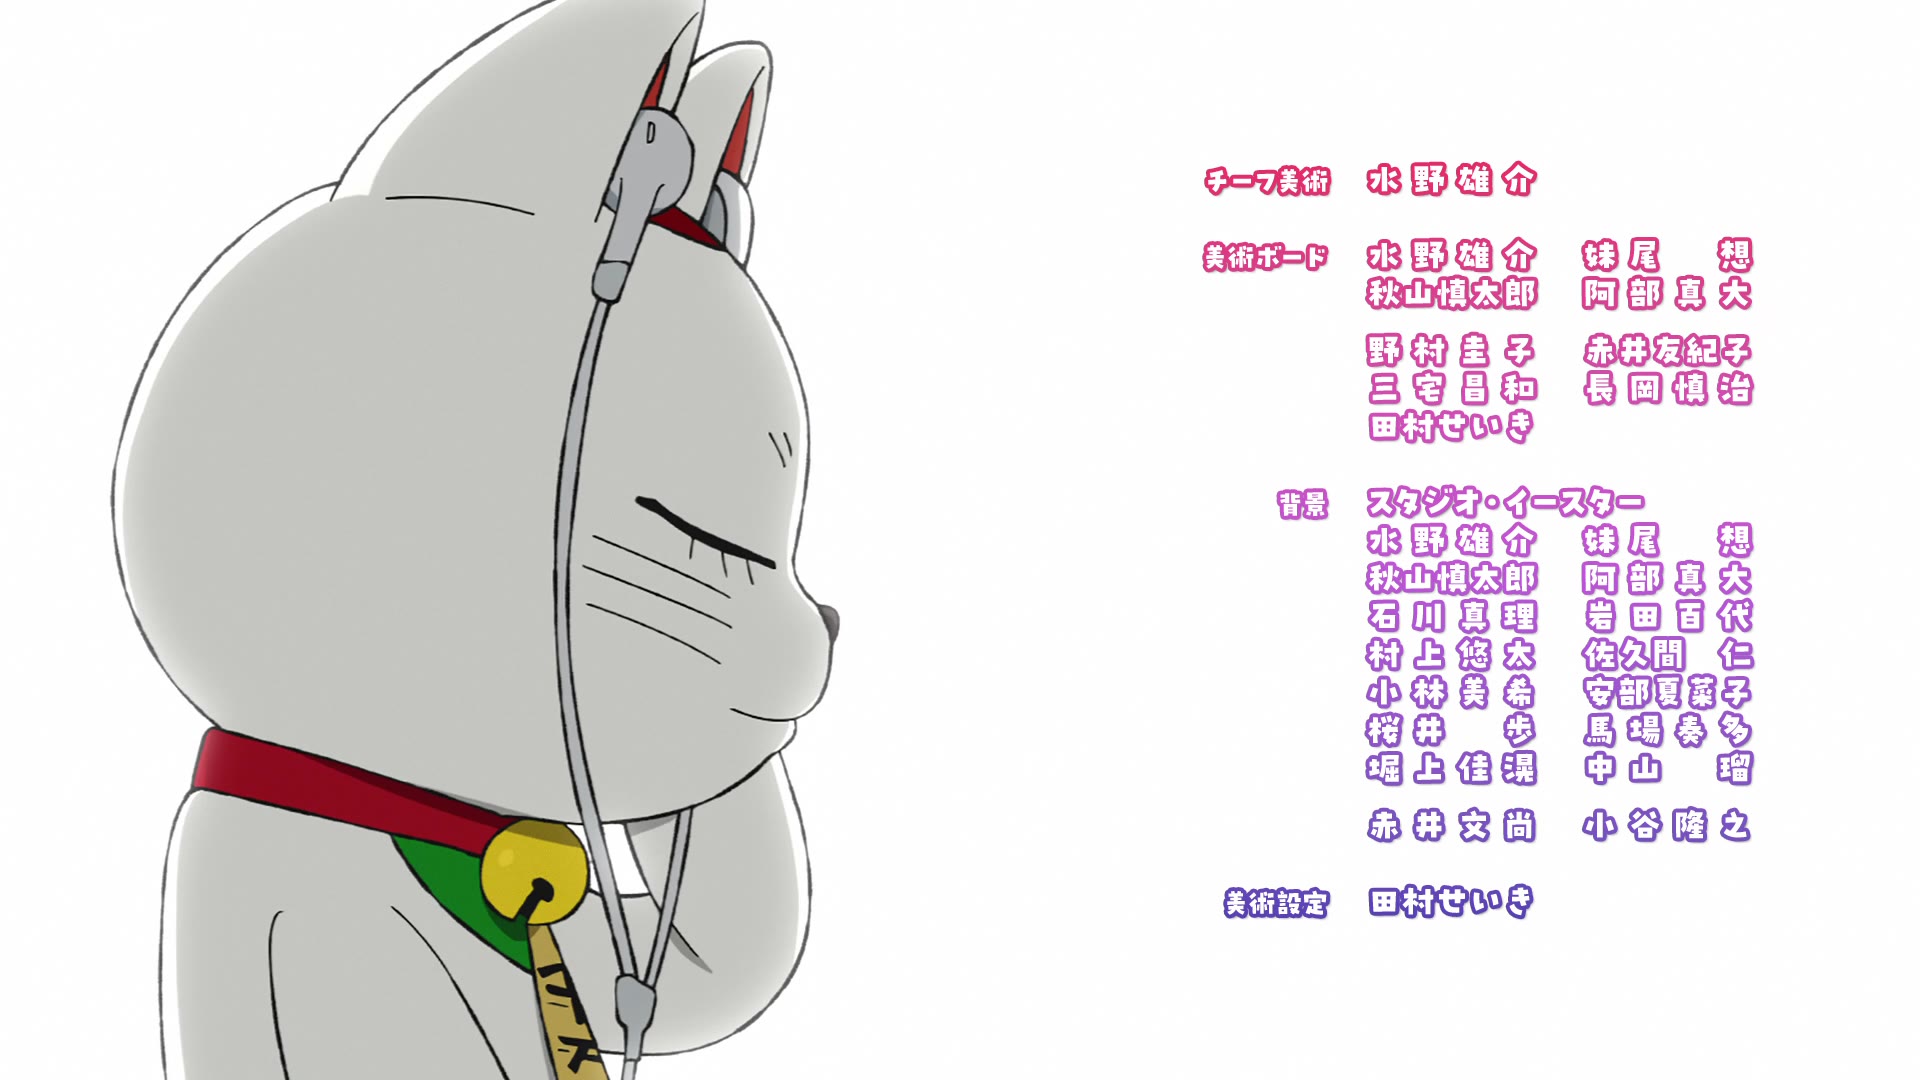 チーフ美術 水野雄介
美術ボード 水野雄介 妹尾 想
秋山慎太郎 阿部真大
野村圭子 赤井友紀子
三宅昌和 長岡慎治
田村せいき
背景 スタジオ・イースター
水野雄介 妹尾 想
秋山慎太郎 阿部真大
石川真理 岩田百代
村上悠太 佐久間 仁
小林美希 安部夏菜子
桜井 歩 馬場奏多
堀上佳滉 中山 瑠
赤井文尚 小谷隆之
美術設定 田村せいき